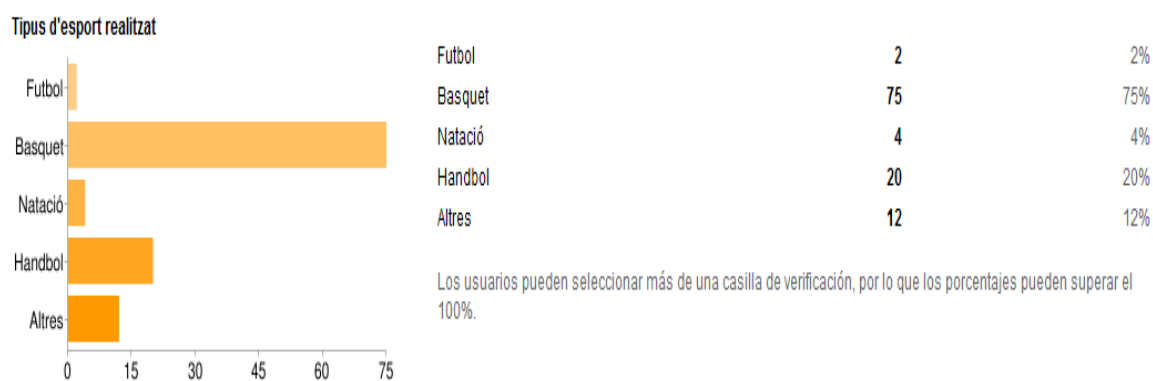 Tipus d'esport realitzat
Futbol
Basquet
Natació
Handbol
Altres
0 15 30 45 60 75
Futbol 2 2%
Basquet 75 75%
Natació 4 4%
Handbol 20 20%
Altres 12 12%
Los usuarios pueden seleccionar más de una casilla de verificación, por lo que los porcentajes pueden superar el
100%.